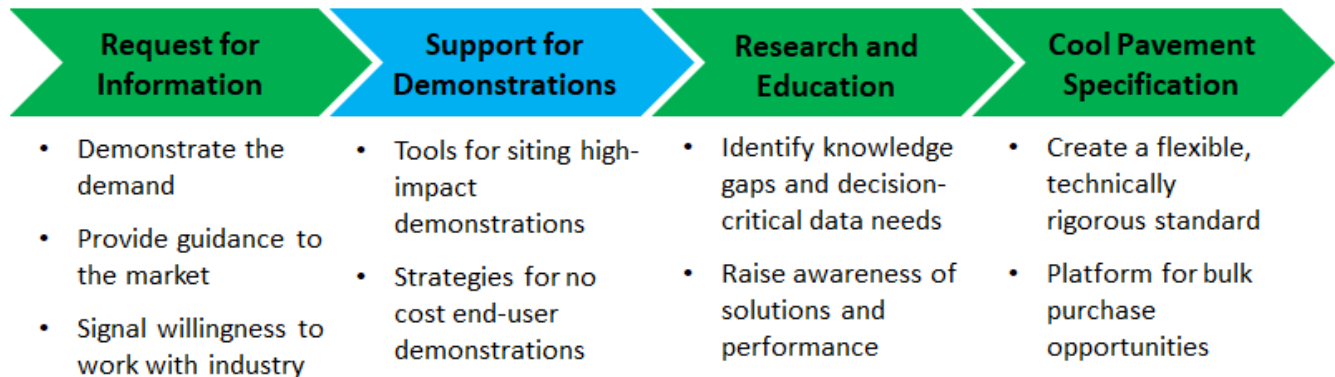 Request for
Information
• Demonstrate the
demand
• Provide guidance to
the market
• Signal willingness to
work with industry
Support for
Demonstrations
• Tools for siting high-
impact
demonstrations
• Strategies for no
cost end-user
demonstrations
Research and
Education
• Identify knowledge
gaps and decision-
critical data needs
• Raise awareness of
solutions and
performance
Cool Pavement
Specification
• Create a flexible,
technically
rigorous standard
• Platform for bulk
purchase
opportunities